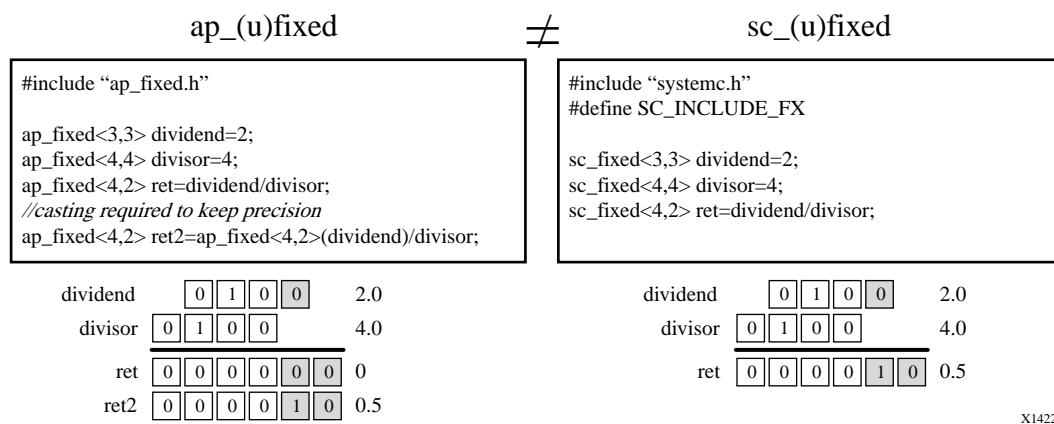 ap_(u)fixed ≠ sc_(u)fixed
#include “ap_fixed.h”
ap_fixed<3,3> dividend=2;
ap_fixed<4,4> divisor=4;
ap_fixed<4,2> ret=dividend/divisor;
//casting required to keep precision
ap_fixed<4,2> ret2=ap_fixed<4,2>(dividend)/divisor;
#include “systemc.h”
#define SC_INCLUDE_FX
sc_fixed<3,3> dividend=2;
sc_fixed<4,4> divisor=4;
sc_fixed<4,2> ret=dividend/divisor;
dividend 0 1 0 0 2.0
divisor 0 1 0 0 4.0
ret 0 0 0 0 0 0 0
ret2 0 0 0 0 1 0 0.5
dividend 0 1 0 0 2.0
divisor 0 1 0 0 4.0
ret 0 0 0 0 1 0 0.5